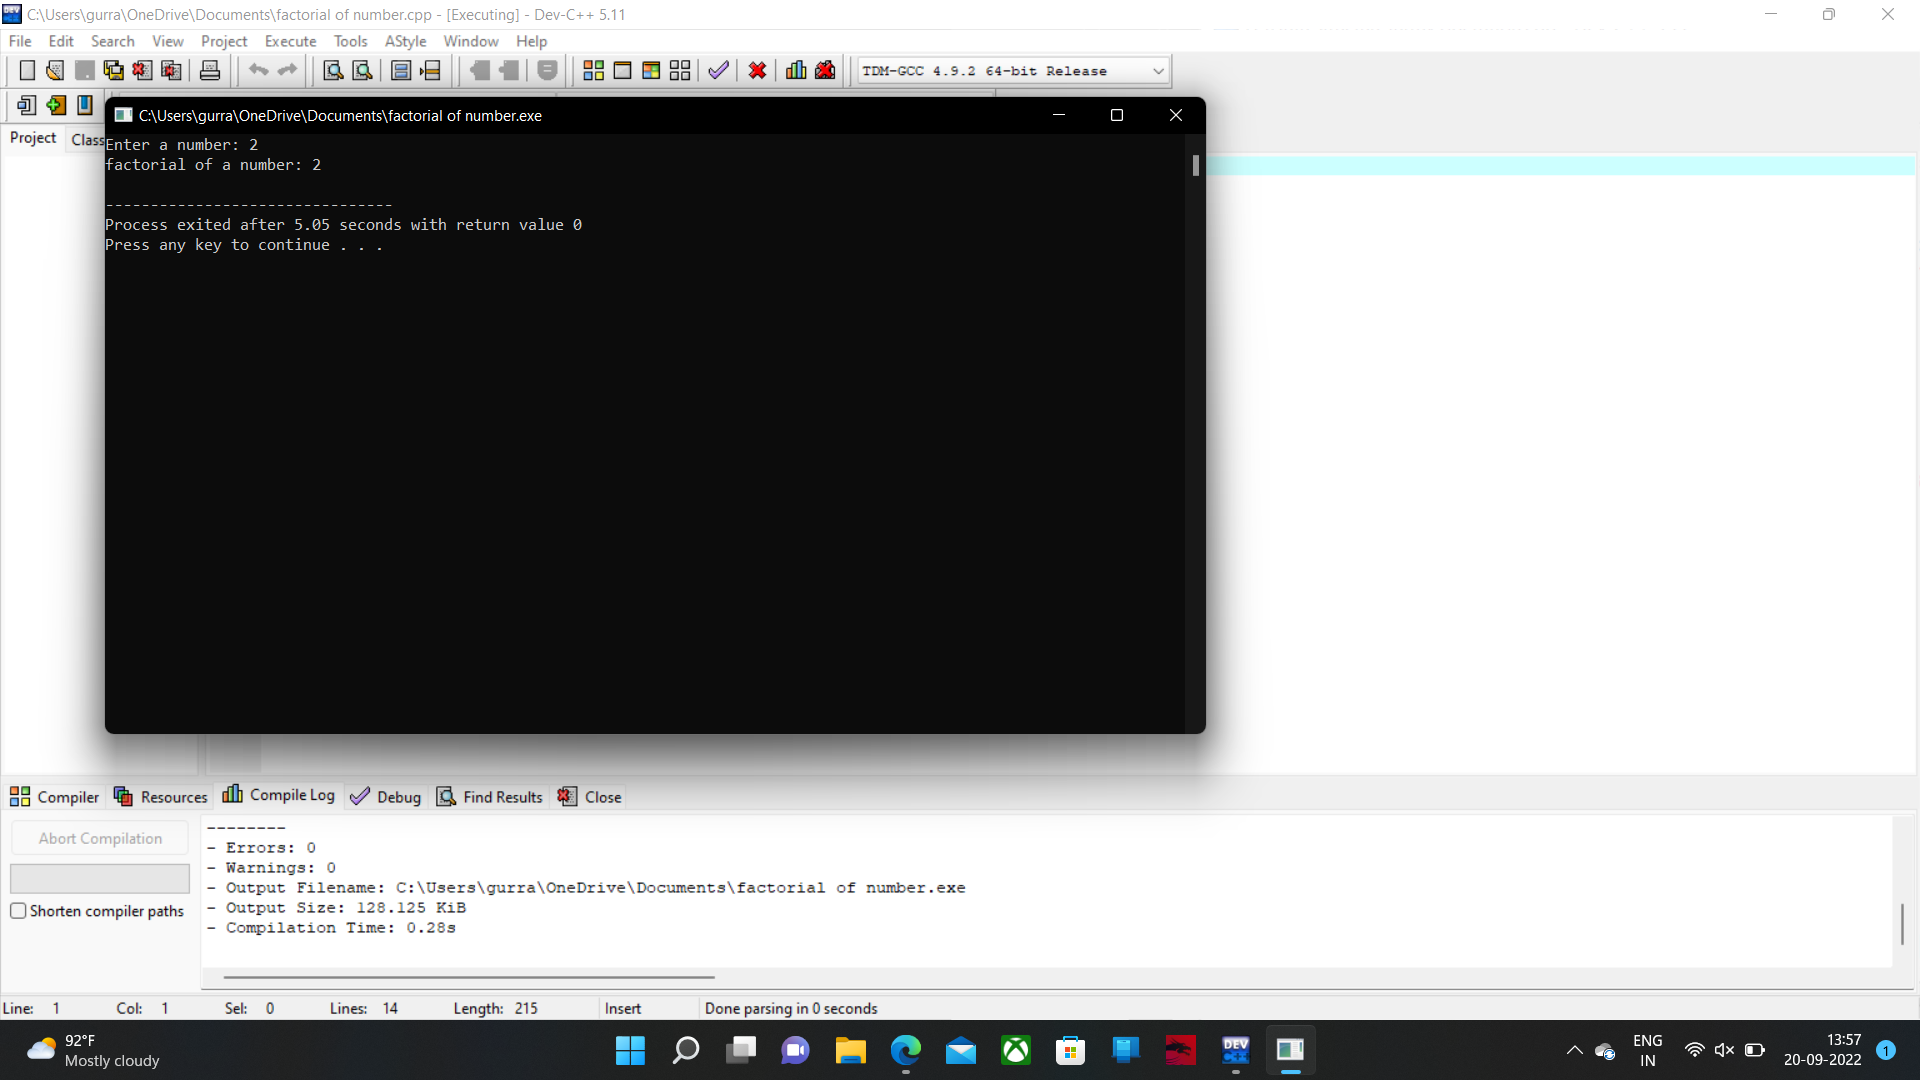 C:\Users\gurra\OneDrive\Documents\factorial of number.cpp - [Executing] - Dev-C++ 5.11
File Edit Search View Project Execute Tools AStyle Window Help
TDM-GCC 4.9.2 64-bit Release
C:\Users\gurra\OneDrive\Documents\factorial of number.exe
Project Class
Enter a number: 2
factorial of a number: 2
--------------------------------
Process exited after 5.05 seconds with return value 0
Press any key to continue . . .
Compiler Resources Compile Log Debug Find Results Close
Abort Compilation
Shorten compiler paths
--------
- Errors: 0
- Warnings: 0
- Output Filename: C:\Users\gurra\OneDrive\Documents\factorial of number.exe
- Output Size: 128.125 KiB
- Compilation Time: 0.28s
Line: 1 Col: 1 Sel: 0 Lines: 14 Length: 215 Insert Done parsing in 0 seconds
92°F
Mostly cloudy
DEV
C++
ENG
IN
13:57
20-09-2022
1